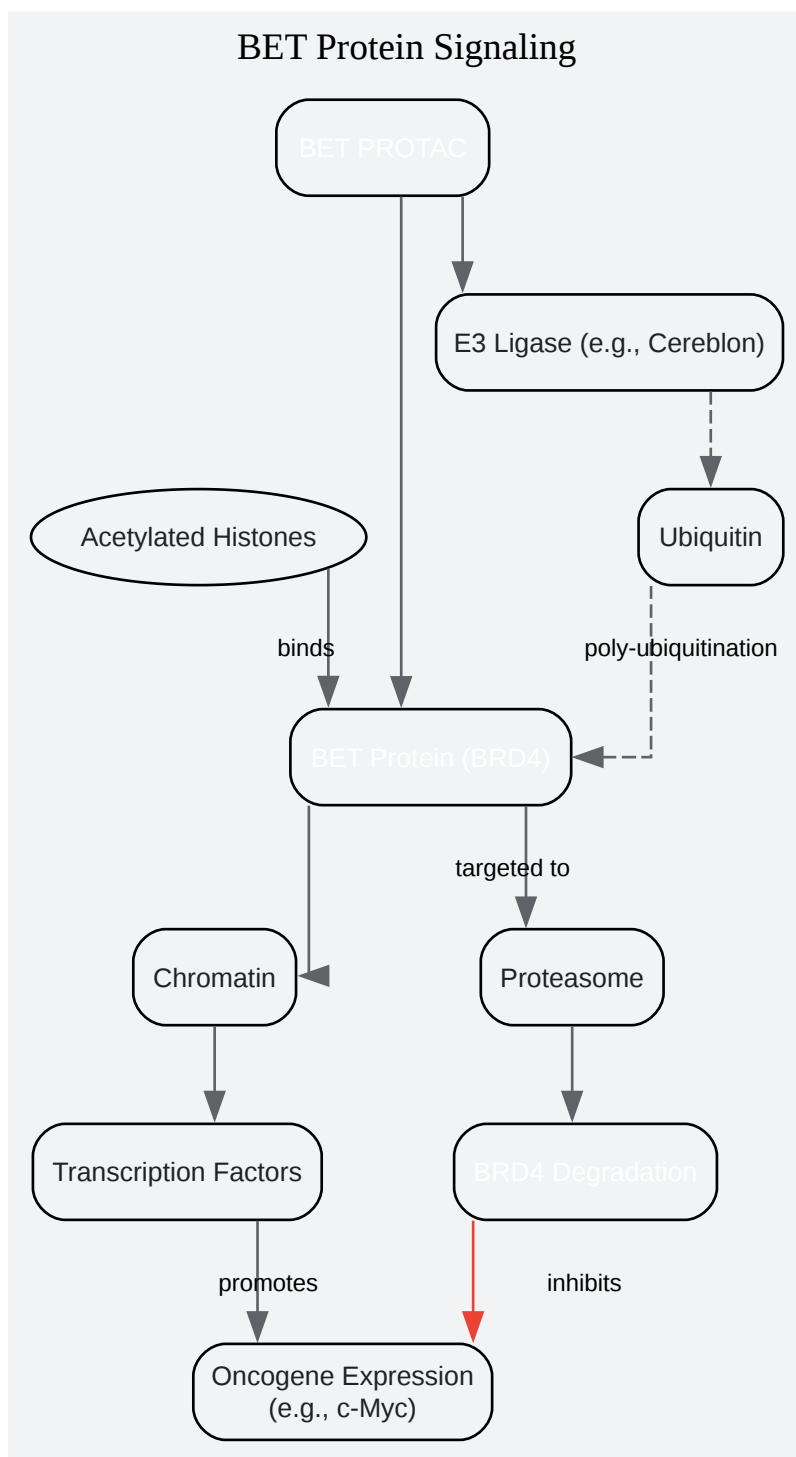 BET Protein Signaling
BET PROTAC
E3 Ligase (e.g., Cereblon)
Acetylated Histones
Ubiquitin
binds
poly-ubiquitination
BET Protein (BRD4)
targeted to
Chromatin
Proteasome
Transcription Factors
BRD4 Degradation
promotes
inhibits
Oncogene Expression
(e.g., c-Myc)